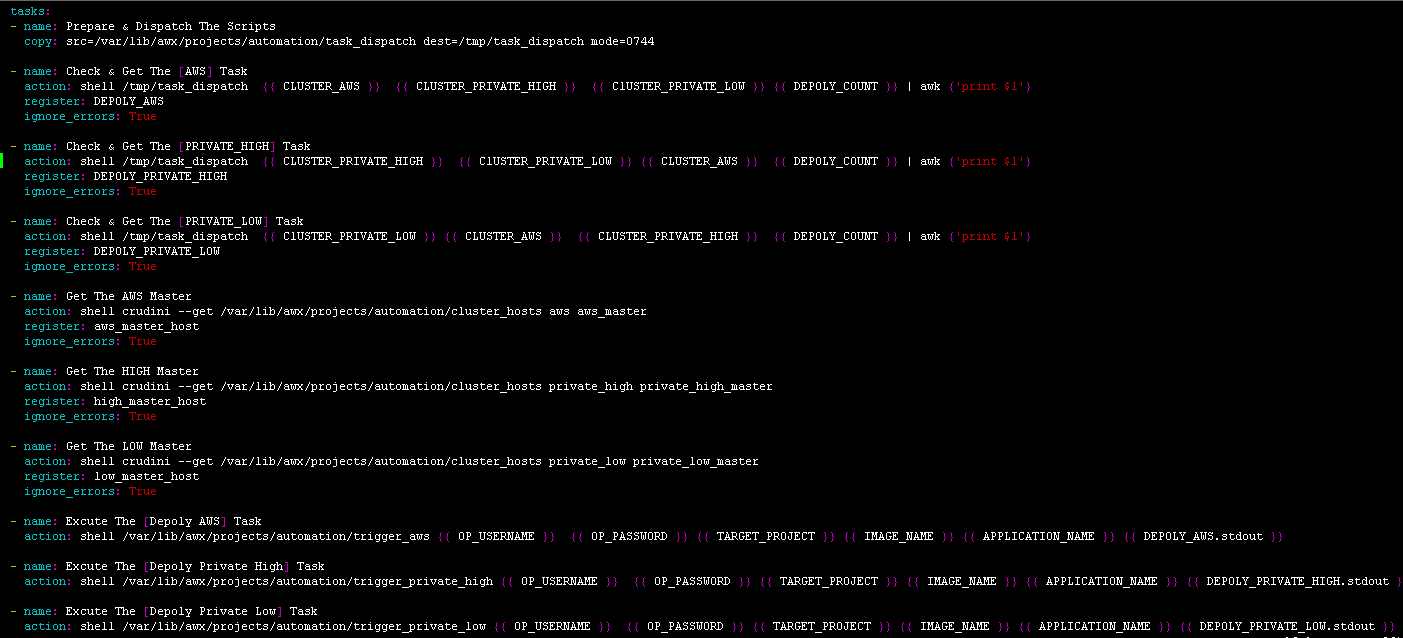 tasks:
- name: Prepare & Dispatch The Scripts
copy: src=/var/lib/awx/projects/automation/task_dispatch dest=/tmp/task_dispatch mode=0744
- name: Check & Get The [AWS] Task
action: shell /tmp/task_dispatch {{ CLUSTER_AWS }} {{ CLUSTER_PRIVATE_HIGH }} {{ ClUSTER_PRIVATE_LOW }} {{ DEPOLY_COUNT }} | awk {'print $1'}
register: DEPOLY_AWS
ignore_errors: True
- name: Check & Get The [PRIVATE_HIGH] Task
action: shell /tmp/task_dispatch {{ CLUSTER_PRIVATE_HIGH }} {{ ClUSTER_PRIVATE_LOW }} {{ CLUSTER_AWS }} {{ DEPOLY_COUNT }} | awk {'print $1'}
register: DEPOLY_PRIVATE_HIGH
ignore_errors: True
- name: Check & Get The [PRIVATE_LOW] Task
action: shell /tmp/task_dispatch {{ ClUSTER_PRIVATE_LOW }} {{ CLUSTER_AWS }} {{ CLUSTER_PRIVATE_HIGH }} {{ DEPOLY_COUNT }} | awk {'print $1'}
register: DEPOLY_PRIVATE_LOW
ignore_errors: True
- name: Get The AWS Master
action: shell crudini --get /var/lib/awx/projects/automation/cluster_hosts aws aws_master
register: aws_master_host
ignore_errors: True
- name: Get The HIGH Master
action: shell crudini --get /var/lib/awx/projects/automation/cluster_hosts private_high private_high_master
register: high_master_host
ignore_errors: True
- name: Get The LOW Master
action: shell crudini --get /var/lib/awx/projects/automation/cluster_hosts private_low private_low_master
register: low_master_host
ignore_errors: True
- name: Excute The [Depoly AWS] Task
action: shell /var/lib/awx/projects/automation/trigger_aws {{ OP_USERNAME }} {{ OP_PASSWORD }} {{ TARGET_PROJECT }} {{ IMAGE_NAME }} {{ APPLICATION_NAME }} {{ DEPOLY_AWS.stdout }}
- name: Excute The [Depoly Private High] Task
action: shell /var/lib/awx/projects/automation/trigger_private_high {{ OP_USERNAME }} {{ OP_PASSWORD }} {{ TARGET_PROJECT }} {{ IMAGE_NAME }} {{ APPLICATION_NAME }} {{ DEPOLY_PRIVATE_HIGH.stdout }
- name: Excute The [Depoly Private Low] Task
action: shell /var/lib/awx/projects/automation/trigger_private_low {{ OP_USERNAME }} {{ OP_PASSWORD }} {{ TARGET_PROJECT }} {{ IMAGE_NAME }} {{ APPLICATION_NAME }} {{ DEPOLY_PRIVATE_LOW.stdout }}